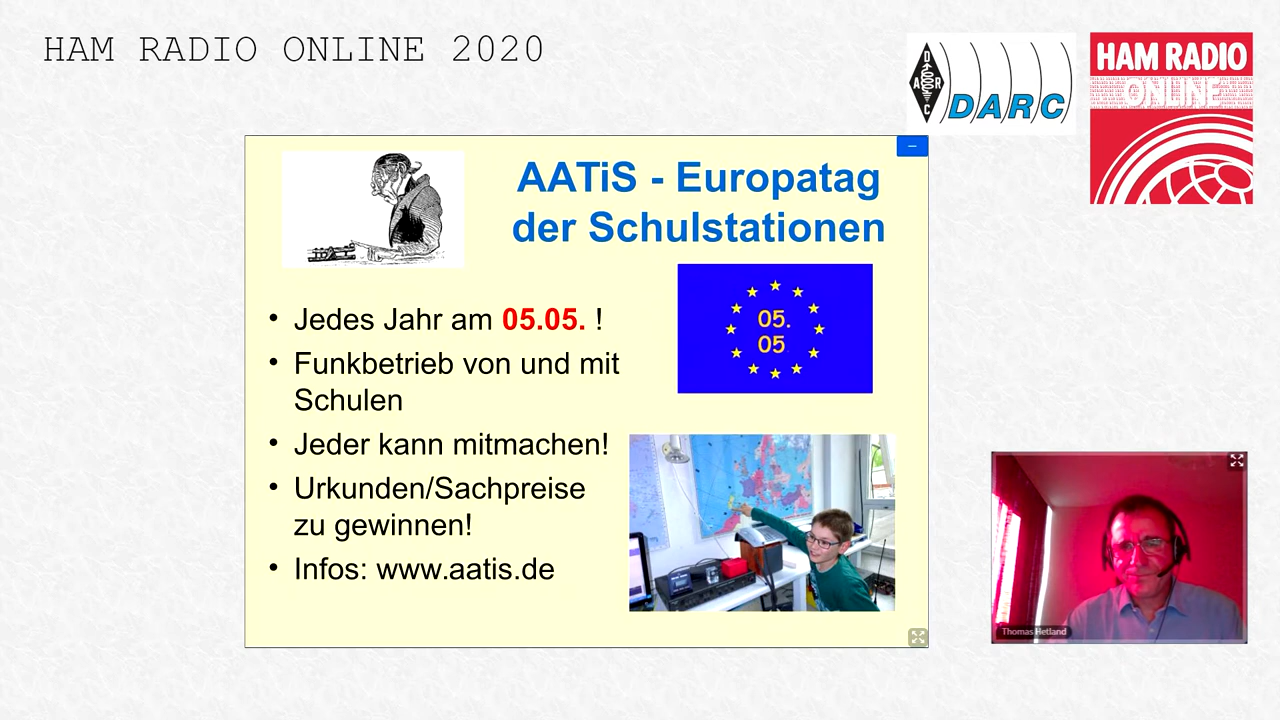 HAM RADIO ONLINE 2020
DARC
D
A R
C
HAM RADIO
ONLINE
AATiS - Europatag
der Schulstationen
05.
05
• Jedes Jahr am 05.05. !
• Funkbetrieb von und mit
Schulen
• Jeder kann mitmachen!
• Urkunden/Sachpreise
zu gewinnen!
• Infos: www.aatis.de
Thomas Hetland